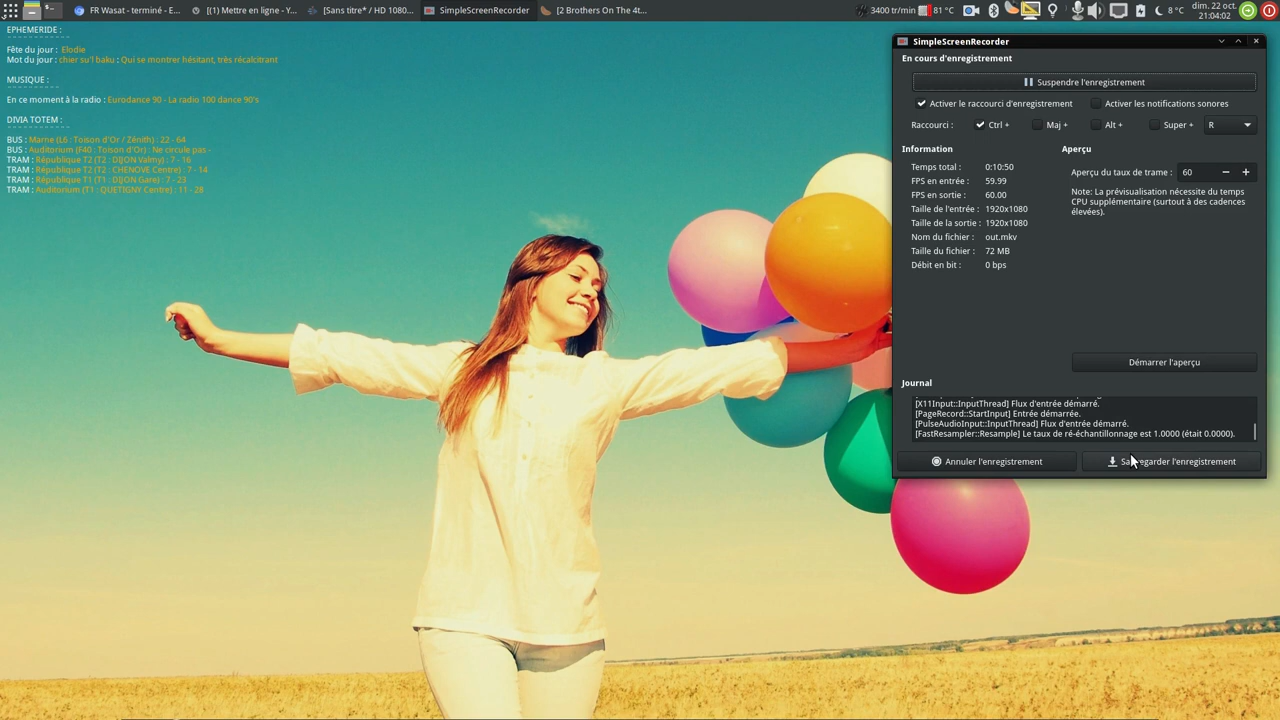 FR Wasat - terminé - E...
[(1) Mettre en ligne - Y...
[Sans titre* / HD 1080...
SimpleScreenRecorder
[2 Brothers On The 4t...
3400 tr/min
81 °C
8 °C
dim. 22 oct.
21:04:02
EPHEMERIDE :
Fête du jour : Elodie
Mot du jour : chier su'l baku : Qui se montrer hésitant, très récalcitrant
MUSIQUE :
En ce moment à la radio : Eurodance 90 - La radio 100 dance 90's
DIVIA TOTEM :
BUS : Marne (L6 : Toison d'Or / Zénith) : 22 - 64
BUS : Auditorium (F40 : Toison d'Or) : Ne circule pas -
TRAM : République T2 (T2 : DIJON Valmy) : 7 - 16
TRAM : République T2 (T2 : CHENOVE Centre) : 7 - 14
TRAM : République T1 (T1 : DIJON Gare) : 7 - 23
TRAM : Auditorium (T1 : QUETIGNY Centre) : 11 - 28
SimpleScreenRecorder
En cours d'enregistrement
Suspendre l'enregistrement
Activer le raccourci d'enregistrement
Activer les notifications sonores
Raccourci :
Ctrl +
Maj +
Alt +
Super +
R
Information
Temps total : 0:10:50
FPS en entrée : 59.99
FPS en sortie : 60.00
Taille de l'entrée : 1920x1080
Taille de la sortie : 1920x1080
Nom du fichier : out.mkv
Taille du fichier : 72 MB
Débit en bit : 0 bps
Aperçu
Aperçu du taux de trame : 60
Note: La prévisualisation nécessite du temps
CPU supplémentaire (surtout à des cadences
élevées).
Démarrer l'aperçu
Journal
[X11Input::InputThread] Flux d'entrée démarré.
[PageRecord::StartInput] Entrée démarrée.
[PulseAudioInput::InputThread] Flux d'entrée démarré.
[FastResampler::Resample] Le taux de ré-échantillonnage est 1.0000 (était 0.0000).
Annuler l'enregistrement
Sauvegarder l'enregistrement